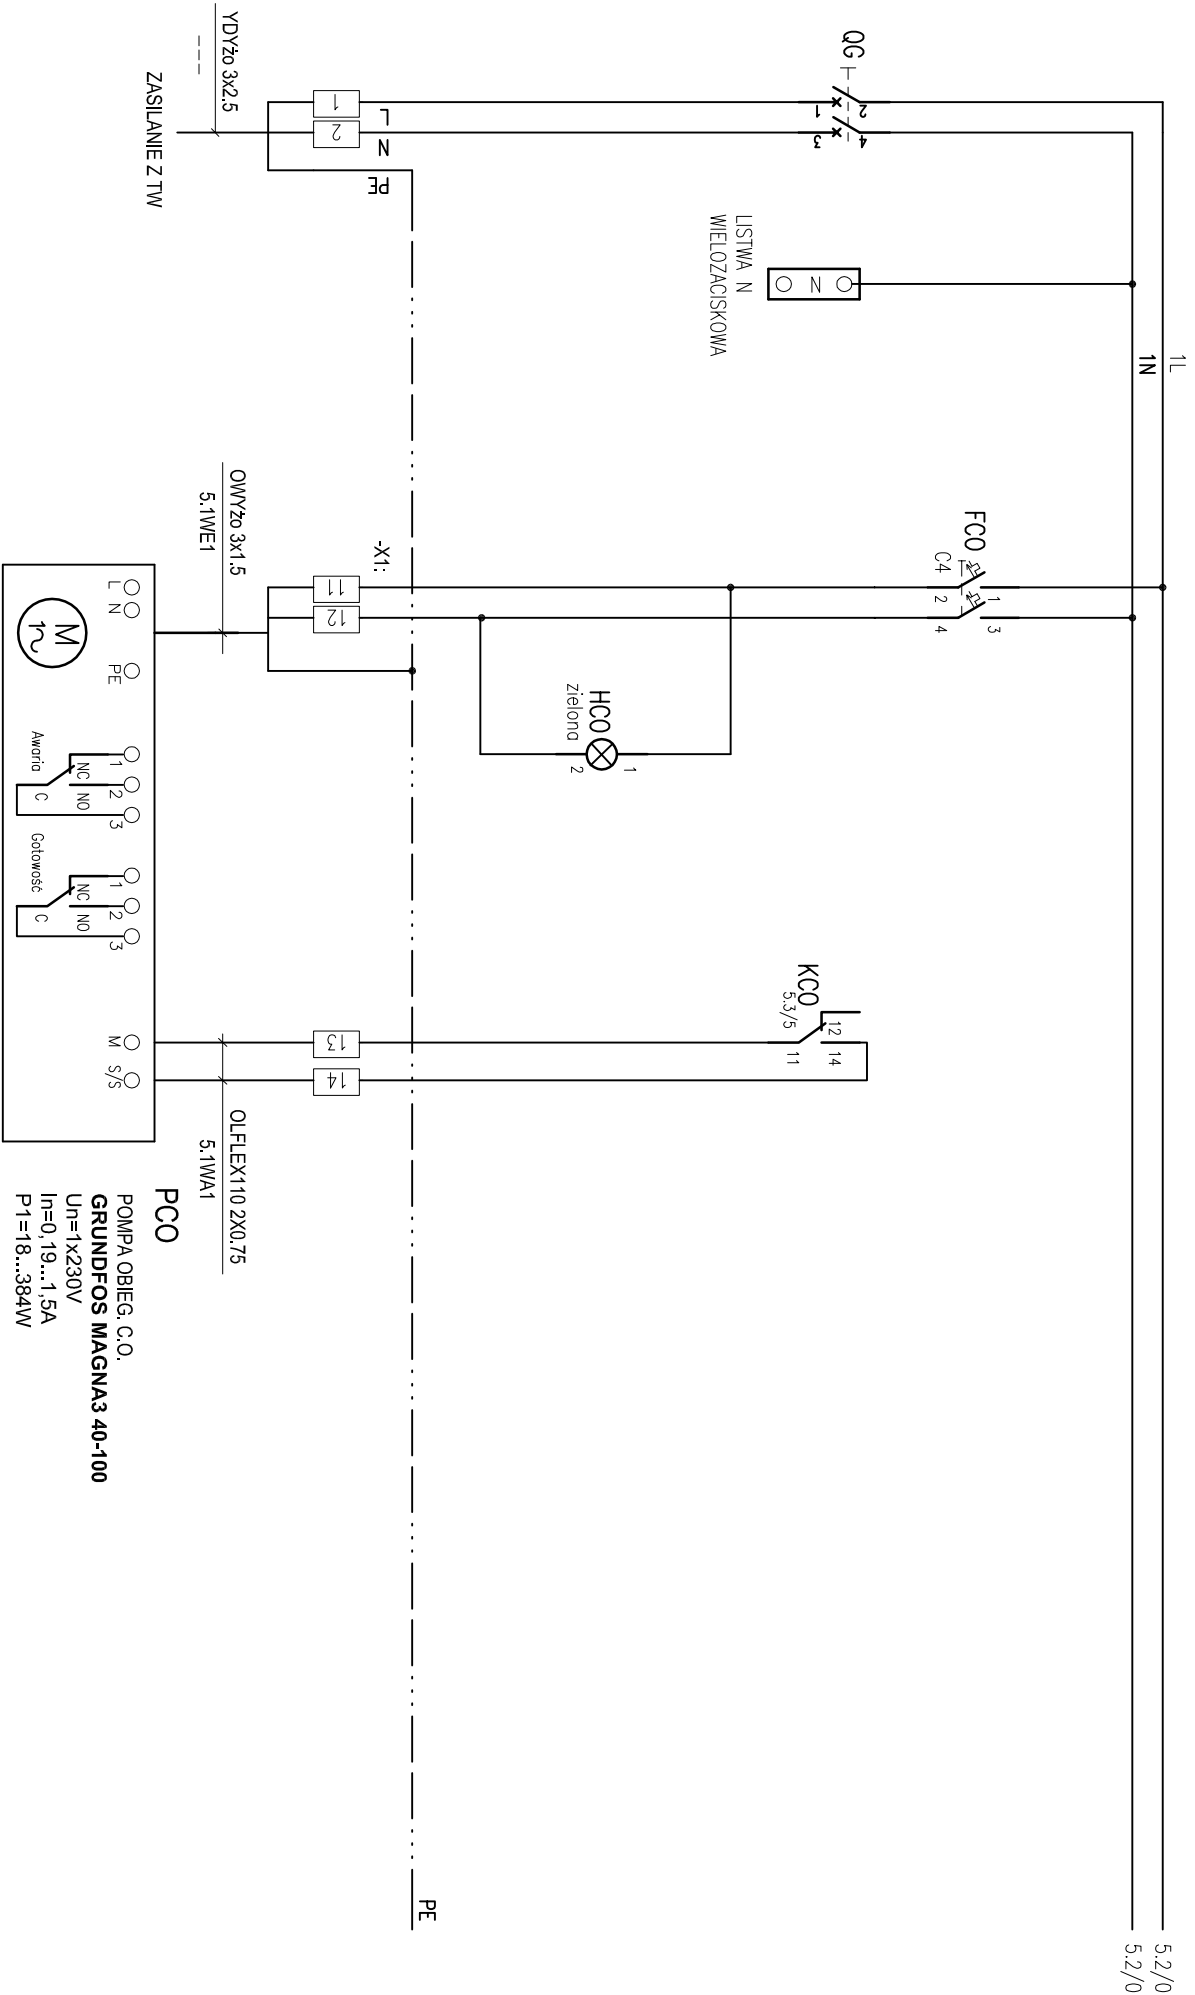 1L
1N
5.2/0
5.2/0
QG
2
4
1
3
LISTWA N
WIELOZACISKOWA
N
FCO
C4
1
3
2
4
HCO
zielona
1
2
KCO
5.3/5
12
14
11
L
N
PE
PE
-X1:
1
2
11
12
13
14
YDYżo 3x2.5
---
ZASILANIE Z TW
OWYżo 3x1.5
5.1WE1
OLFLEX110 2X0.75
5.1WA1
L
N
PE
1
2
3
1
2
3
M
S/S
M
1~
NC
NO
C
Awaria
NC
NO
C
Gotowość
PCO
POMPA OBIEG. C.O.
GRUNDFOS MAGNA3 40-100
Un=1x230V
In=0,19...1,5A
P1=18...384W